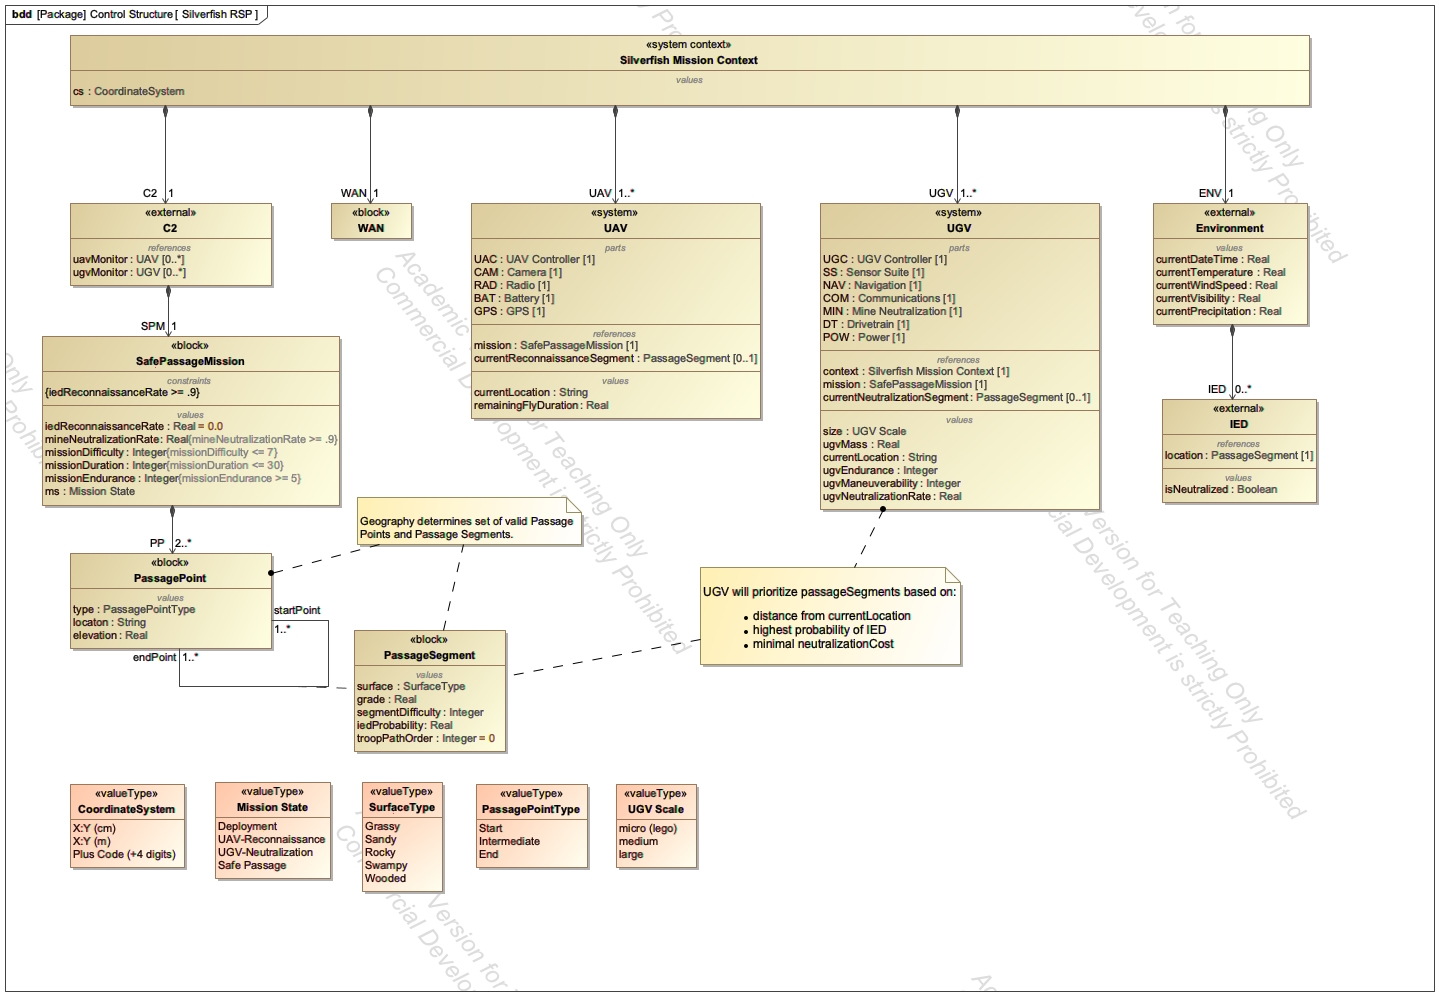 bdd [Package] Control Structure [ Silverfish RSP ]
«system context»
Silverfish Mission Context
values
cs : CoordinateSystem
C2 1
WAN 1
UAV 1..*
UGV 1..*
ENV 1
«external»
C2
references
uavMonitor : UAV [0..*]
ugvMonitor : UGV [0..*]
«block»
WAN
«system»
UAV
parts
UAC : UAV Controller [1]
CAM : Camera [1]
RAD : Radio [1]
BAT : Battery [1]
GPS : GPS [1]
references
mission : SafePassageMission [1]
currentReconnaissanceSegment : PassageSegment [0..1]
values
currentLocation : String
remainingFlyDuration : Real
«system»
UGV
parts
UGC : UGV Controller [1]
SS : Sensor Suite [1]
NAV : Navigation [1]
COM : Communications [1]
MIN : Mine Neutralization [1]
DT : Drivetrain [1]
POW : Power [1]
references
context : Silverfish Mission Context [1]
mission : SafePassageMission [1]
currentNeutralizationSegment : PassageSegment [0..1]
values
size : UGV Scale
ugvMass : Real
currentLocation : String
ugvEndurance : Integer
ugvManeuverability : Integer
ugvNeutralizationRate : Real
«external»
Environment
values
currentDateTime : Real
currentTemperature : Real
currentWindSpeed : Real
currentVisibility : Real
currentPrecipitation : Real
IED 0..*
«external»
IED
references
location : PassageSegment [1]
values
isNeutralized : Boolean
SPM 1
«block»
SafePassageMission
constraints
{iedReconnaissanceRate >= .9}
values
iedReconnaissanceRate : Real = 0.0
mineNeutralizationRate : Real{mineNeutralizationRate >= .9}
missionDifficulty : Integer{missionDifficulty <= 7}
missionDuration : Integer{missionDuration <= 30}
missionEndurance : Integer{missionEndurance >= 5}
ms : Mission State
PP 2..*
«block»
PassagePoint
values
type : PassagePointType
locaton : String
elevation : Real
startPoint
1..*
endPoint 1..*
Geography determines set of valid Passage
Points and Passage Segments.
«block»
PassageSegment
values
surface : SurfaceType
grade : Real
segmentDifficulty : Integer
iedProbability : Real
troopPathOrder : Integer = 0
UGV will prioritize passageSegments based on:
• distance from currentLocation
• highest probability of IED
• minimal neutralizationCost
«valueType»
CoordinateSystem
X:Y (cm)
X:Y (m)
Plus Code (+4 digits)
«valueType»
Mission State
Deployment
UAV-Reconnaissance
UGV-Neutralization
Safe Passage
«valueType»
SurfaceType
Grassy
Sandy
Rocky
Swampy
Wooded
«valueType»
PassagePointType
Start
Intermediate
End
«valueType»
UGV Scale
micro (lego)
medium
large